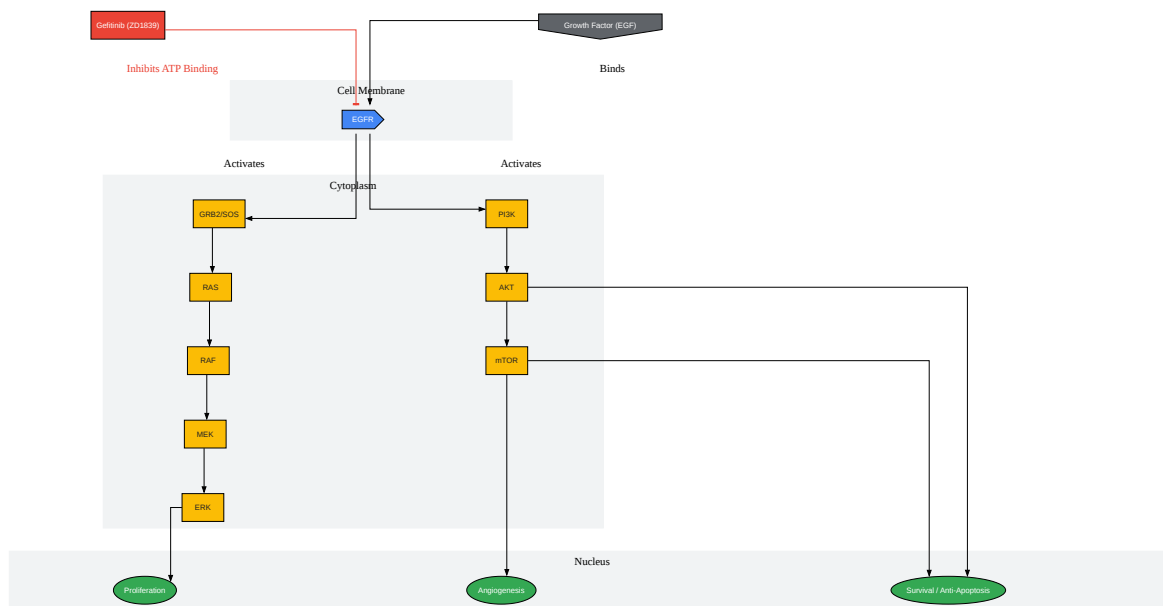 Gefitinib (ZD1839)
Growth Factor (EGF)
Inhibits ATP Binding
Binds
Cell Membrane
EGFR
Activates
Activates
Cytoplasm
GRB2/SOS
PI3K
RAS
AKT
RAF
mTOR
MEK
ERK
Nucleus
Proliferation
Angiogenesis
Survival / Anti-Apoptosis